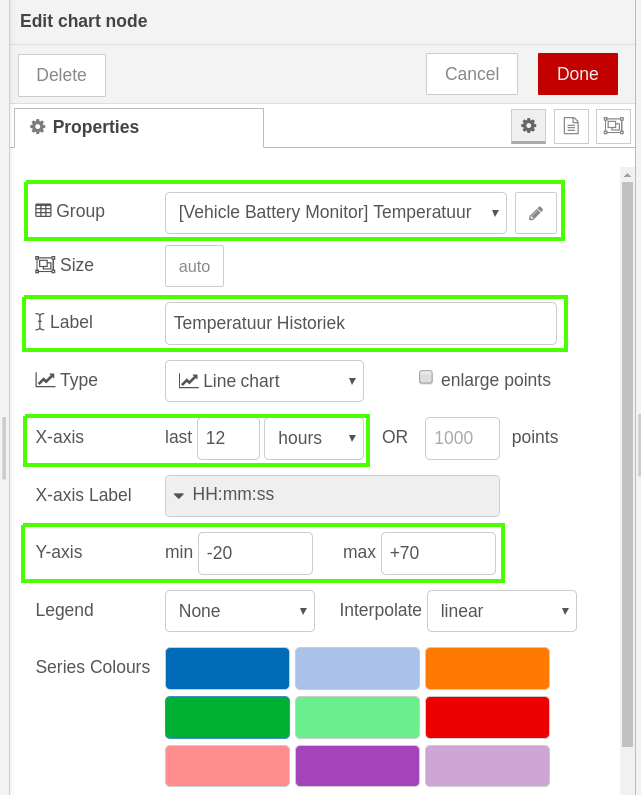 Edit chart node
Delete Cancel Done
Properties
Group [Vehicle Battery Monitor] Temperatuur
Size auto
Label Temperatuur Historiek
Type Line chart enlarge points
X-axis last 12 hours OR 1000 points
X-axis Label HH:mm:ss
Y-axis min -20 max +70
Legend None Interpolate linear
Series Colours